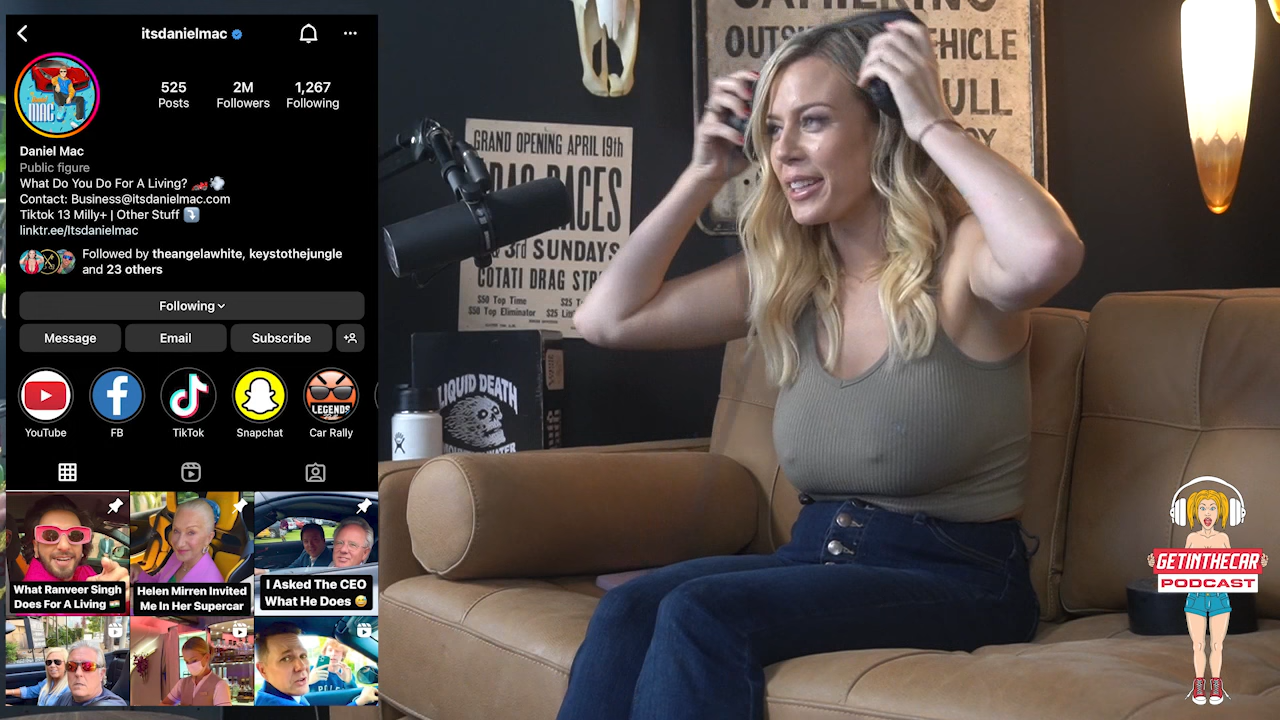 itsdanielmac
525
2M
1,267
Posts
Followers
Following
MAC
Daniel Mac
Public figure
What Do You Do For A Living? 🏎️💨
Contact: Business@itsdanielmac.com
Tiktok 13 Milly+ | Other Stuff ⤵️
linktr.ee/Itsdanielmac
Followed by theangelawhite, keystothejungle
and 23 others
Following
Message
Email
Subscribe
LEGENDS
YouTube
FB
TikTok
Snapchat
Car Rally
What Ranveer Singh
Does For A Living 🇮🇳
Helen Mirren Invited
Me In Her Supercar
I Asked The CEO
What He Does 😅
GRAND OPENING APRIL 19th
DRAG RACES
3rd SUNDAYS
COTATI DRAG
$50 Top Time
$50 Top Eliminator
LIQUID DEATH
GETINTHECAR
PODCAST